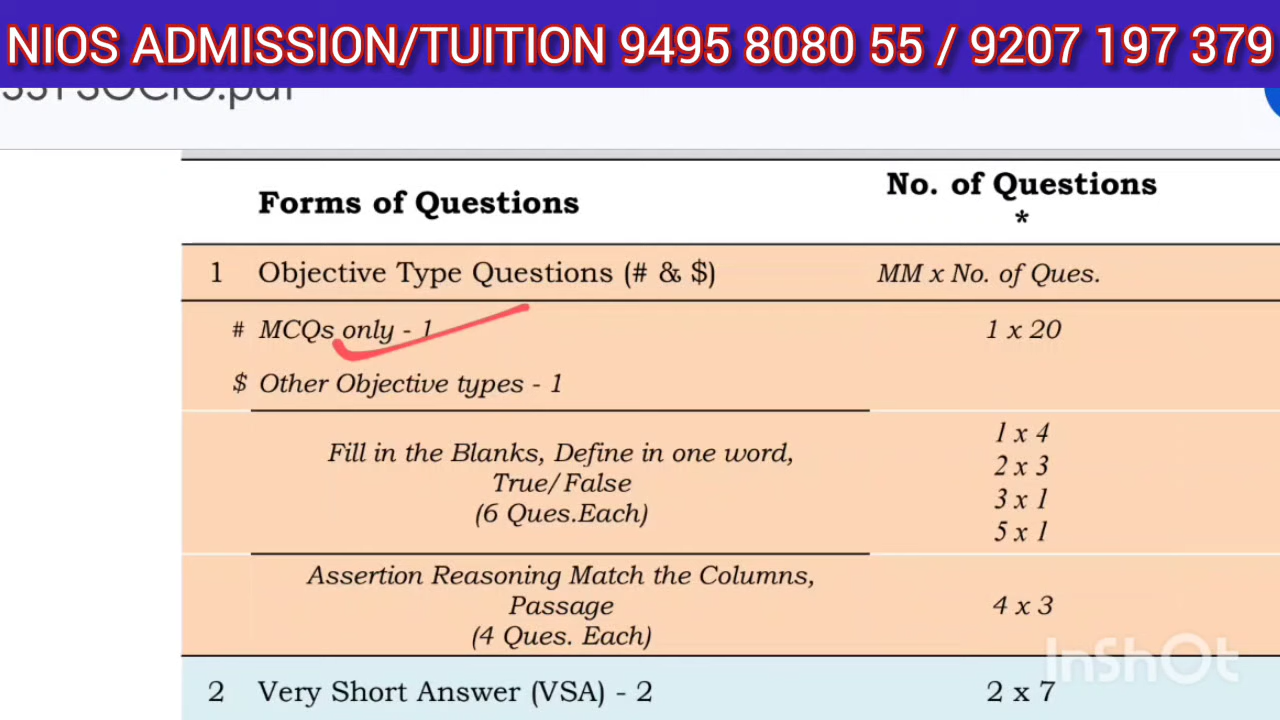 NIOS ADMISSION/TUITION 9495 8080 55 / 9207 197 379
331 SOCIO.pdf
Forms of Questions
No. of Questions
*
1 Objective Type Questions (# & $)
MM x No. of Ques.
# MCQs only - 1
1 x 20
$ Other Objective types - 1
Fill in the Blanks, Define in one word,
True/False
(6 Ques.Each)
1 x 4
2 x 3
3 x 1
5 x 1
Assertion Reasoning Match the Columns,
Passage
(4 Ques. Each)
4 x 3
2 Very Short Answer (VSA) - 2
2 x 7
InShOt